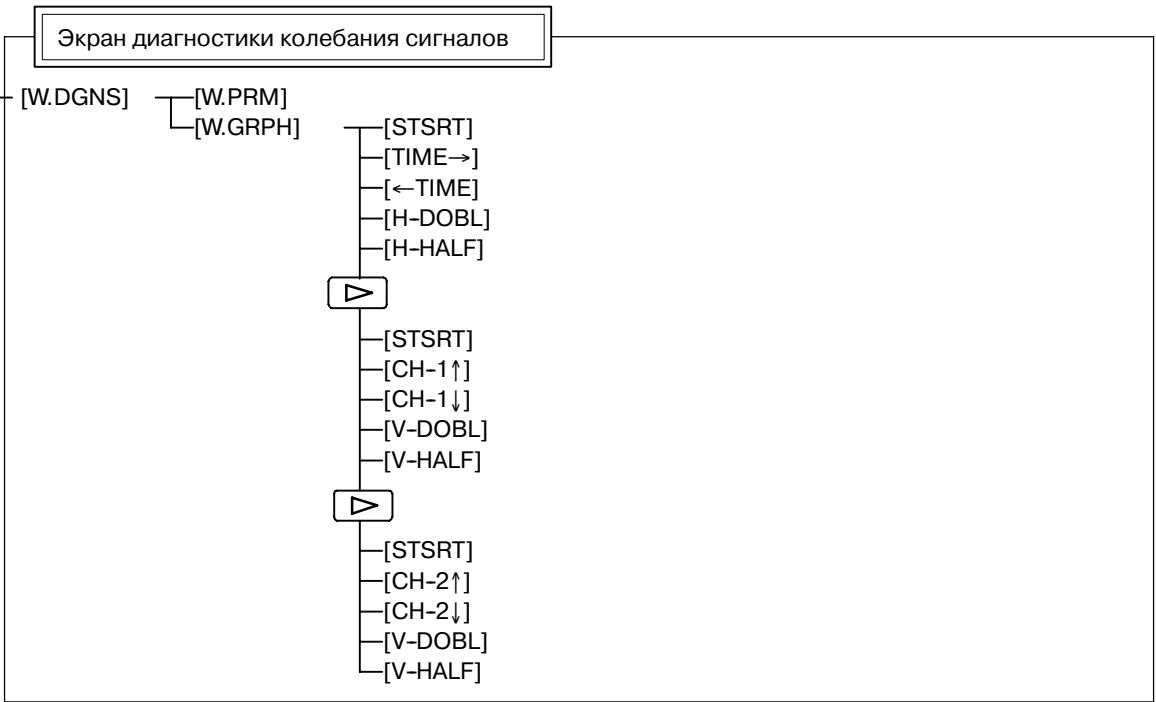 Экран диагностики колебания сигналов
[W.DGNS] [W.PRM]
[W.GRPH] [STSRT]
[TIME→]
[←TIME]
[H-DOBL]
[H-HALF]
[STSRT]
[CH-1↑]
[CH-1↓]
[V-DOBL]
[V-HALF]
[STSRT]
[CH-2↑]
[CH-2↓]
[V-DOBL]
[V-HALF]